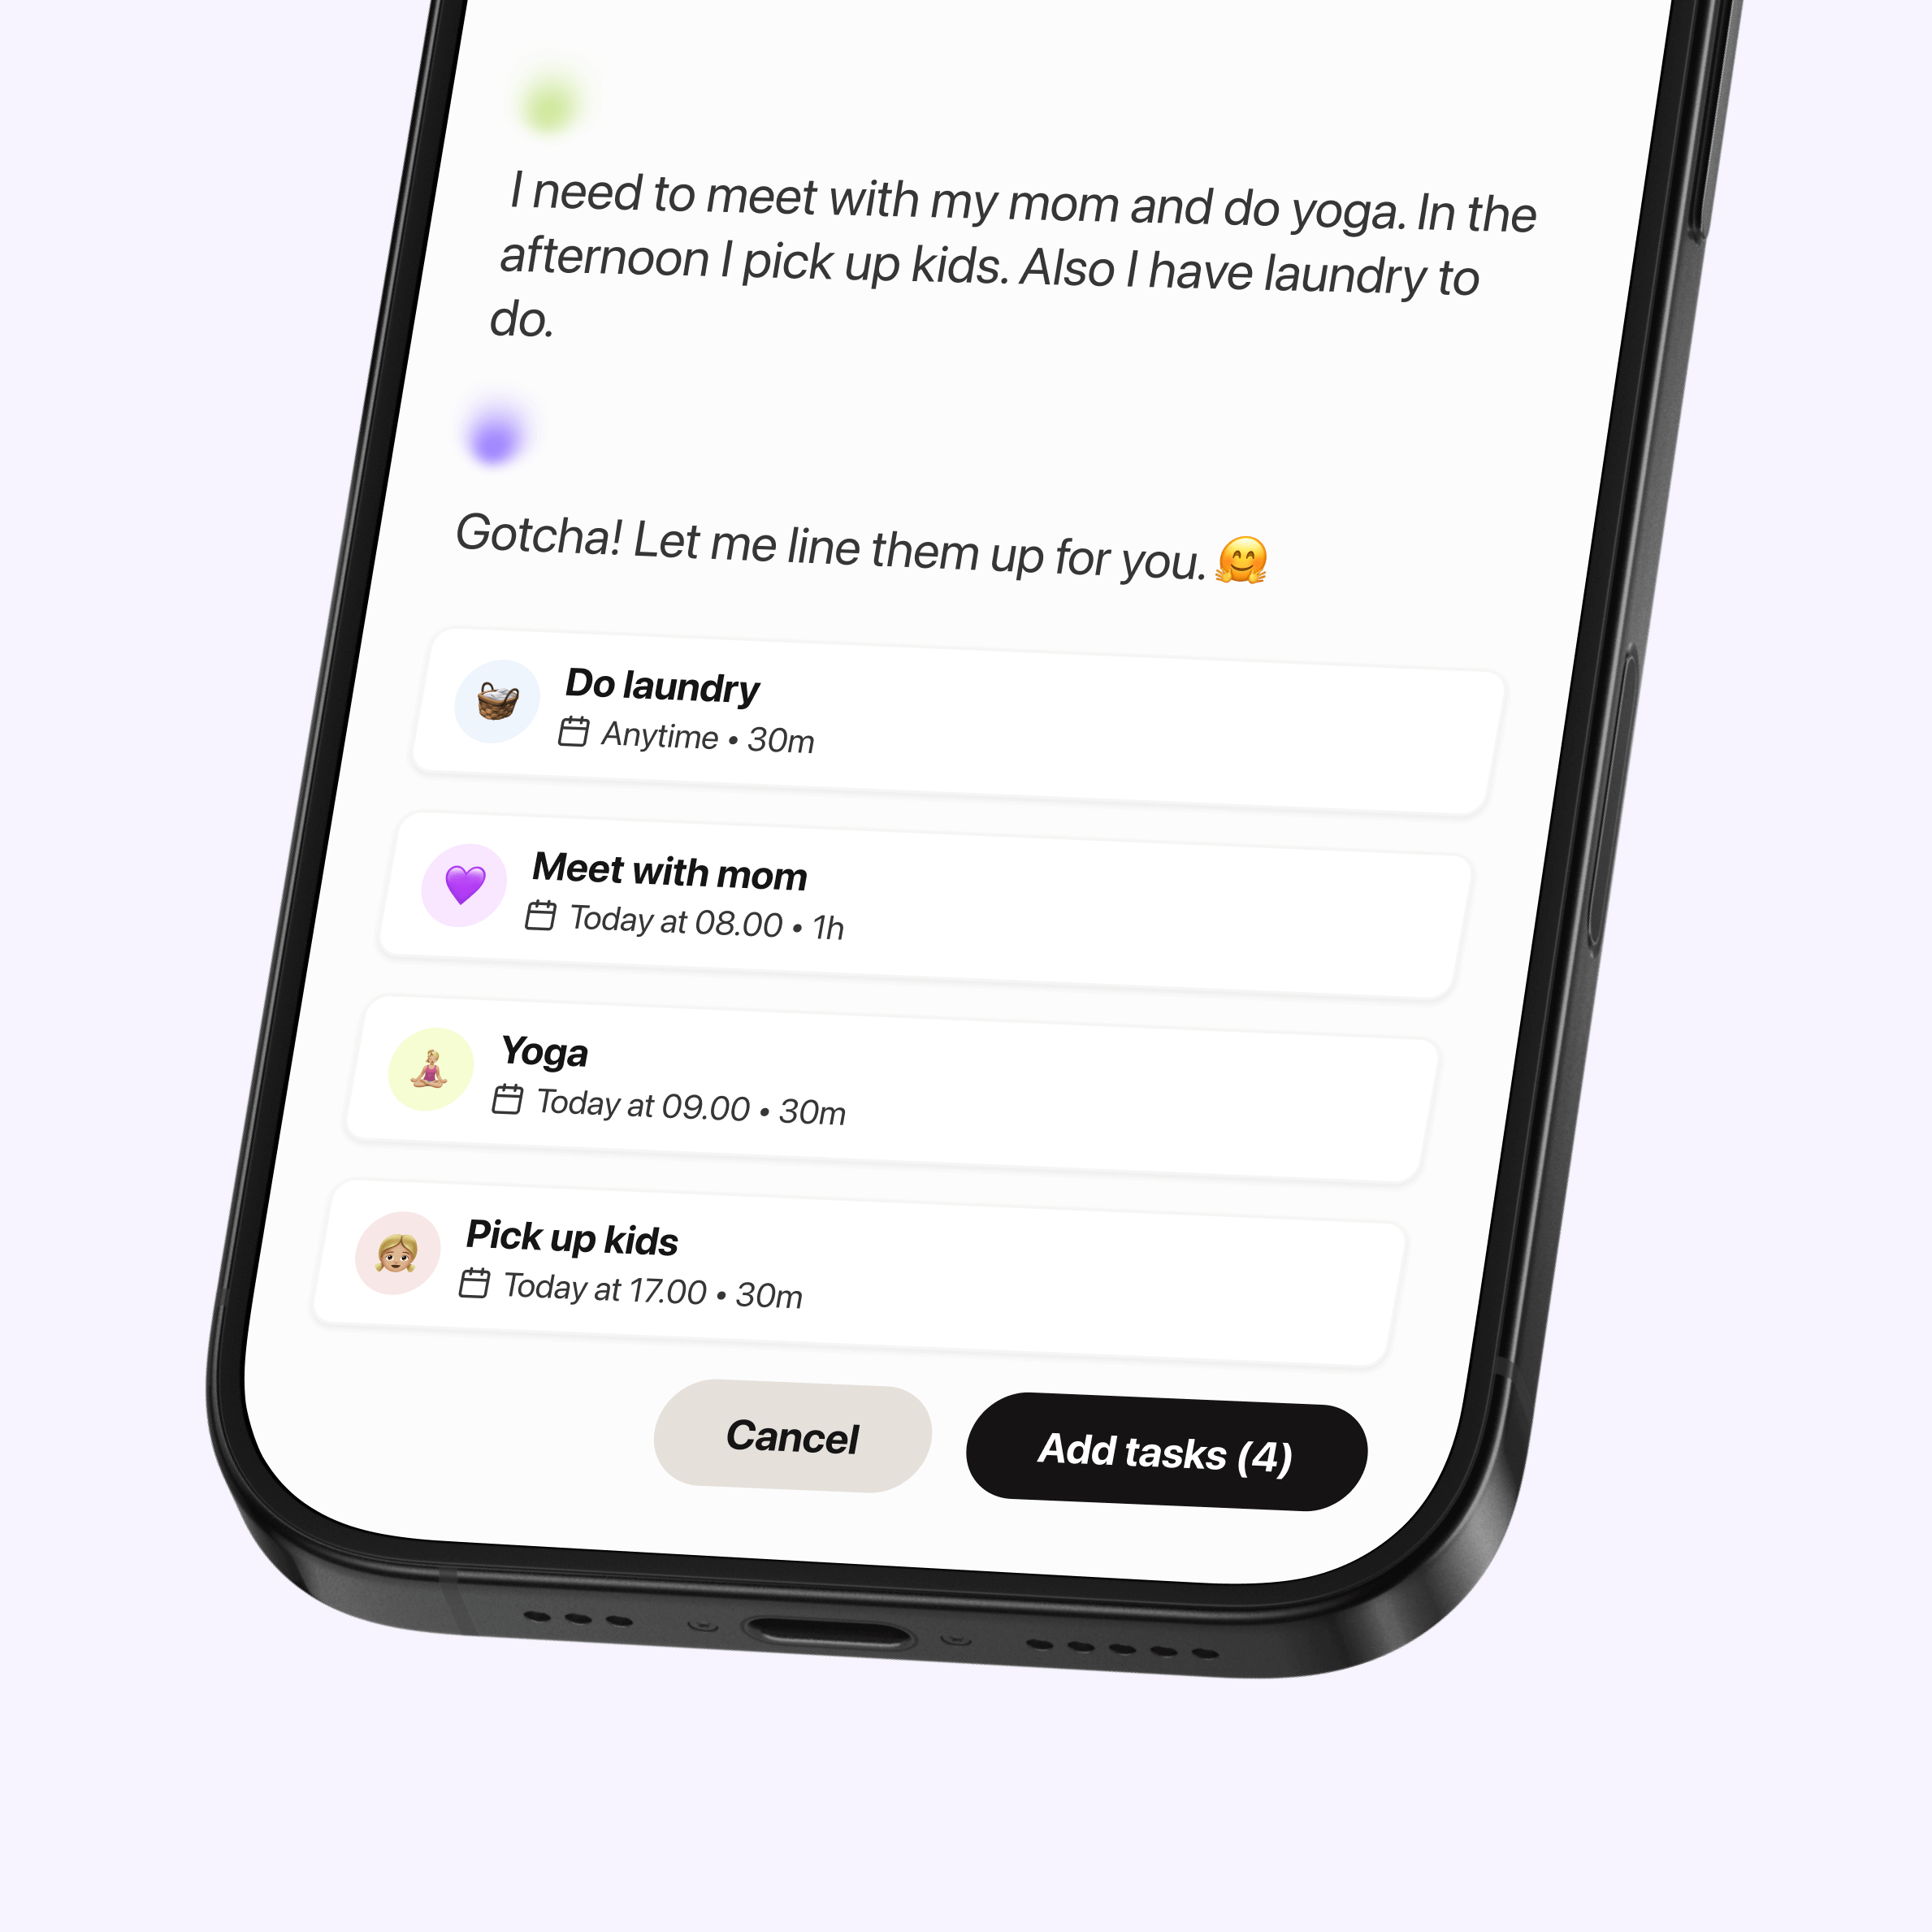 I need to meet with my mom and do yoga. In the
afternoon I pick up kids. Also I have laundry to
do.
Gotcha! Let me line them up for you. 🤗
Do laundry
Anytime • 30m
Meet with mom
Today at 08.00 • 1h
Yoga
Today at 09.00 • 30m
Pick up kids
Today at 17.00 • 30m
Cancel
Add tasks (4)